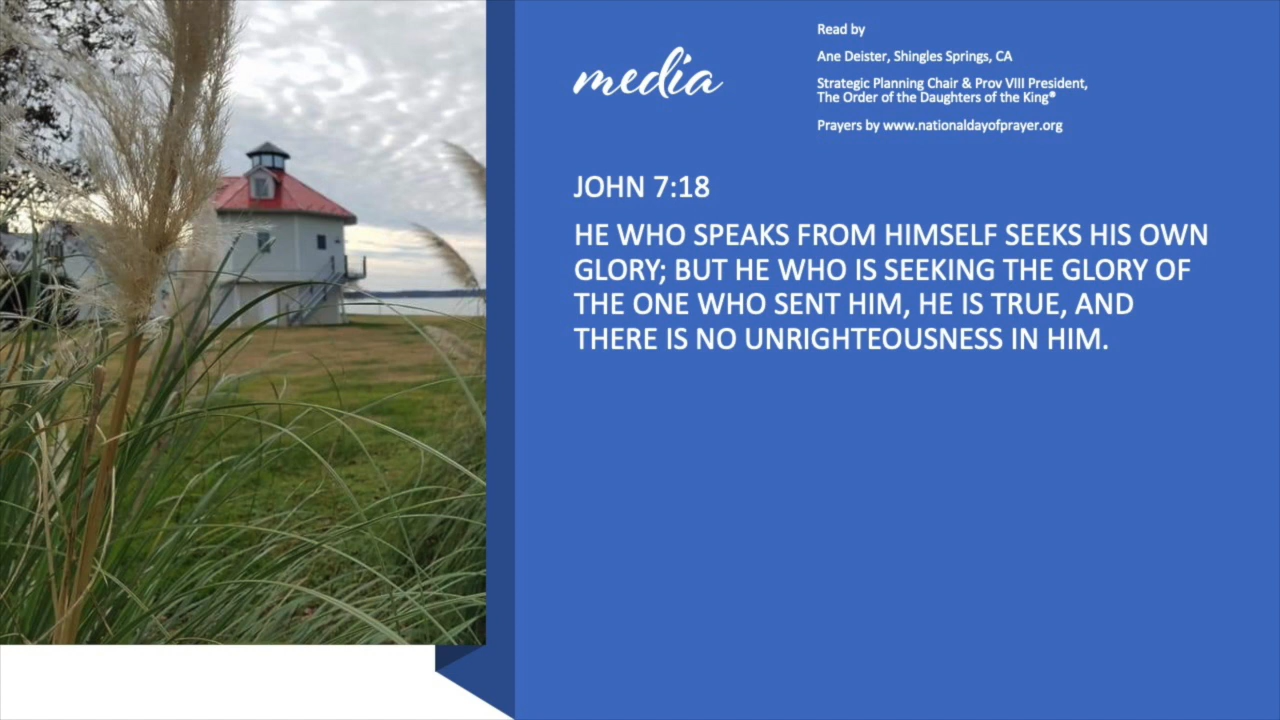 media
Read by
Ane Deister, Shingles Springs, CA
Strategic Planning Chair & Prov VIII President,
The Order of the Daughters of the King®
Prayers by www.nationaldayofprayer.org
JOHN 7:18
HE WHO SPEAKS FROM HIMSELF SEEKS HIS OWN
GLORY; BUT HE WHO IS SEEKING THE GLORY OF
THE ONE WHO SENT HIM, HE IS TRUE, AND
THERE IS NO UNRIGHTEOUSNESS IN HIM.